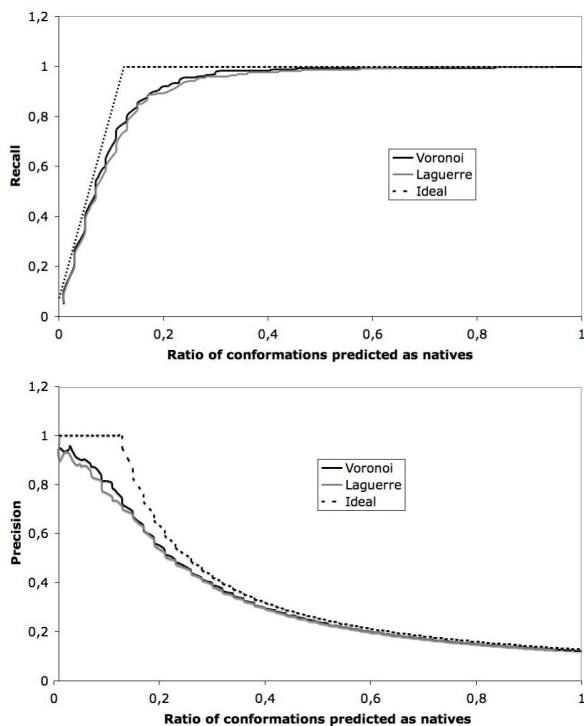 1,2
1
0,8
0,6
0,4
0,2
0
Recall
Voronoi
Laguerre
Ideal
0 0,2 0,4 0,6 0,8 1
Ratio of conformations predicted as natives
1,2
1
0,8
0,6
0,4
0,2
0
Precision
Voronoi
Laguerre
Ideal
0 0,2 0,4 0,6 0,8 1
Ratio of conformations predicted as natives